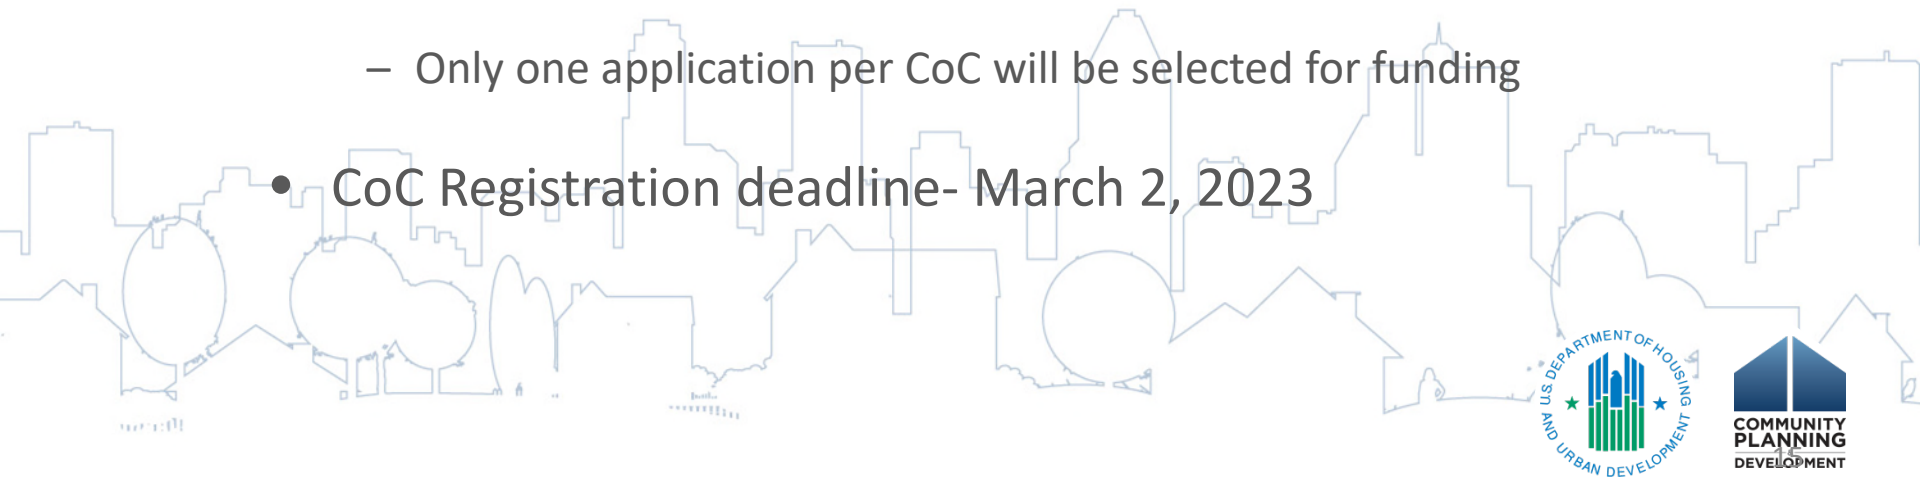 – Only one application per CoC will be selected for funding
• CoC Registration deadline- March 2, 2023
U.S. DEPARTMENT OF HOUSING
AND URBAN DEVELOPMENT
COMMUNITY
PLANNING
DEVELOPMENT
15